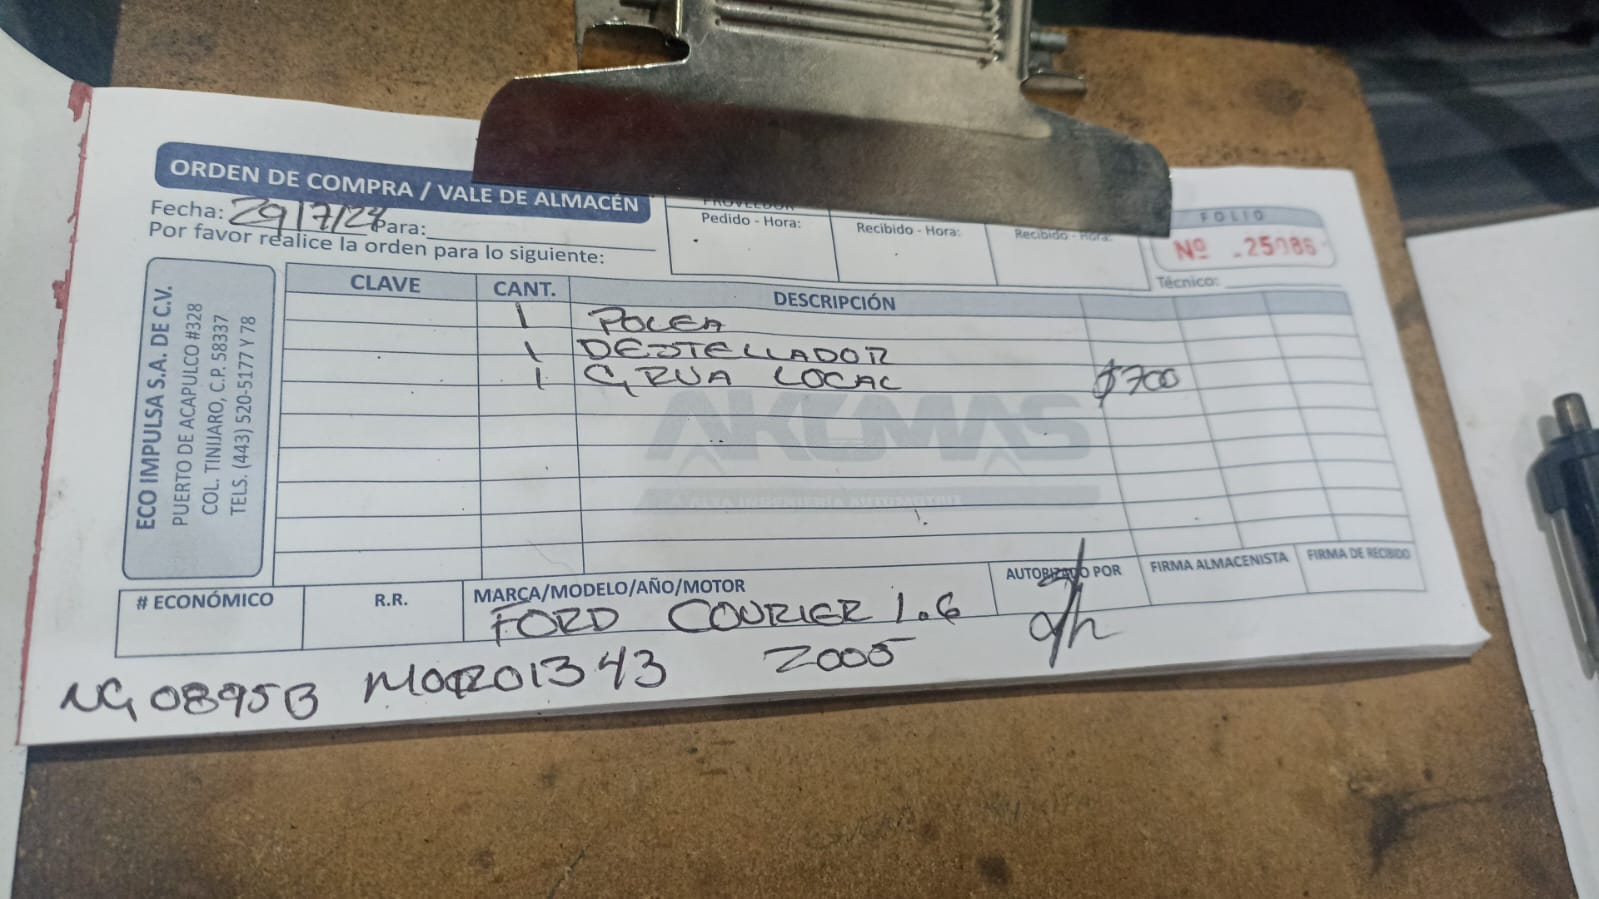 ORDEN DE COMPRA / VALE DE ALMACÉN
Fecha: 29/7/24 Para:
Por favor realice la orden para lo siguiente:
PROVEEDOR
Pedido - Hora:
Recibido - Hora:
Recibido - Hora:
FOLIO
Nº 25086
Técnico:
ECO IMPULSA S.A. DE C.V.
PUERTO DE ACAPULCO #328
COL. TINIJARO, C.P. 58337
TELS. (443) 520-5177 Y 78
CLAVE CANT. DESCRIPCIÓN
1 POLEA
1 DESTELLADOR
1 GRUA LOCAL $700
AKUMAS
ALTA INGENIERÍA AUTOMOTRIZ
# ECONÓMICO
R.R.
MARCA/MODELO/AÑO/MOTOR
FORD COURIER 1.6
AUTORIZADO POR
FIRMA ALMACENISTA
FIRMA DE RECIBIDO
NG0895B 2005